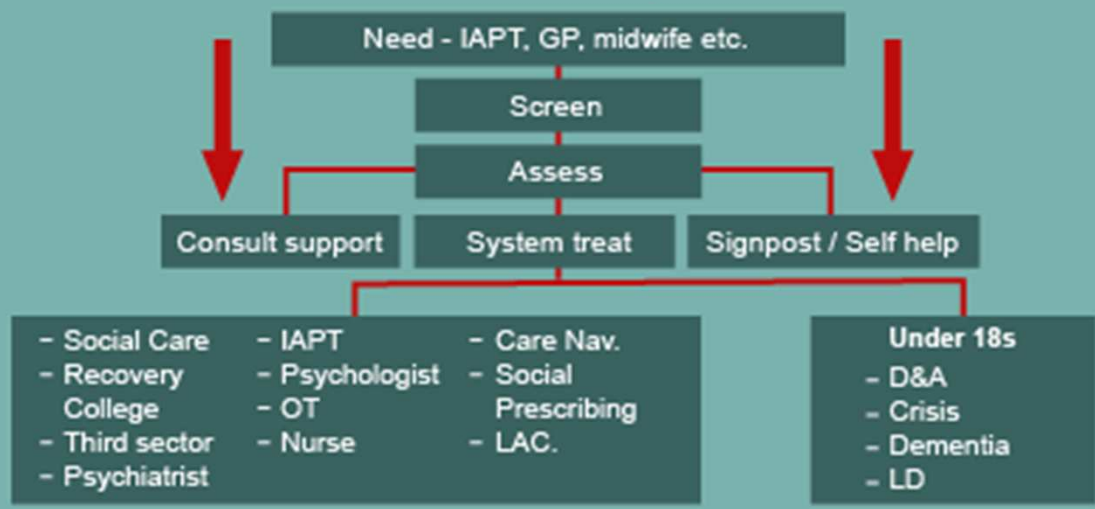 Need - IAPT, GP, midwife etc.
Screen
Assess
Consult support
System treat
Signpost / Self help
- Social Care
- Recovery
College
- Third sector
- Psychiatrist
- IAPT
- Psychologist
- OT
- Nurse
- Care Nav.
- Social
Prescribing
- LAC.
Under 18s
- D&A
- Crisis
- Dementia
- LD